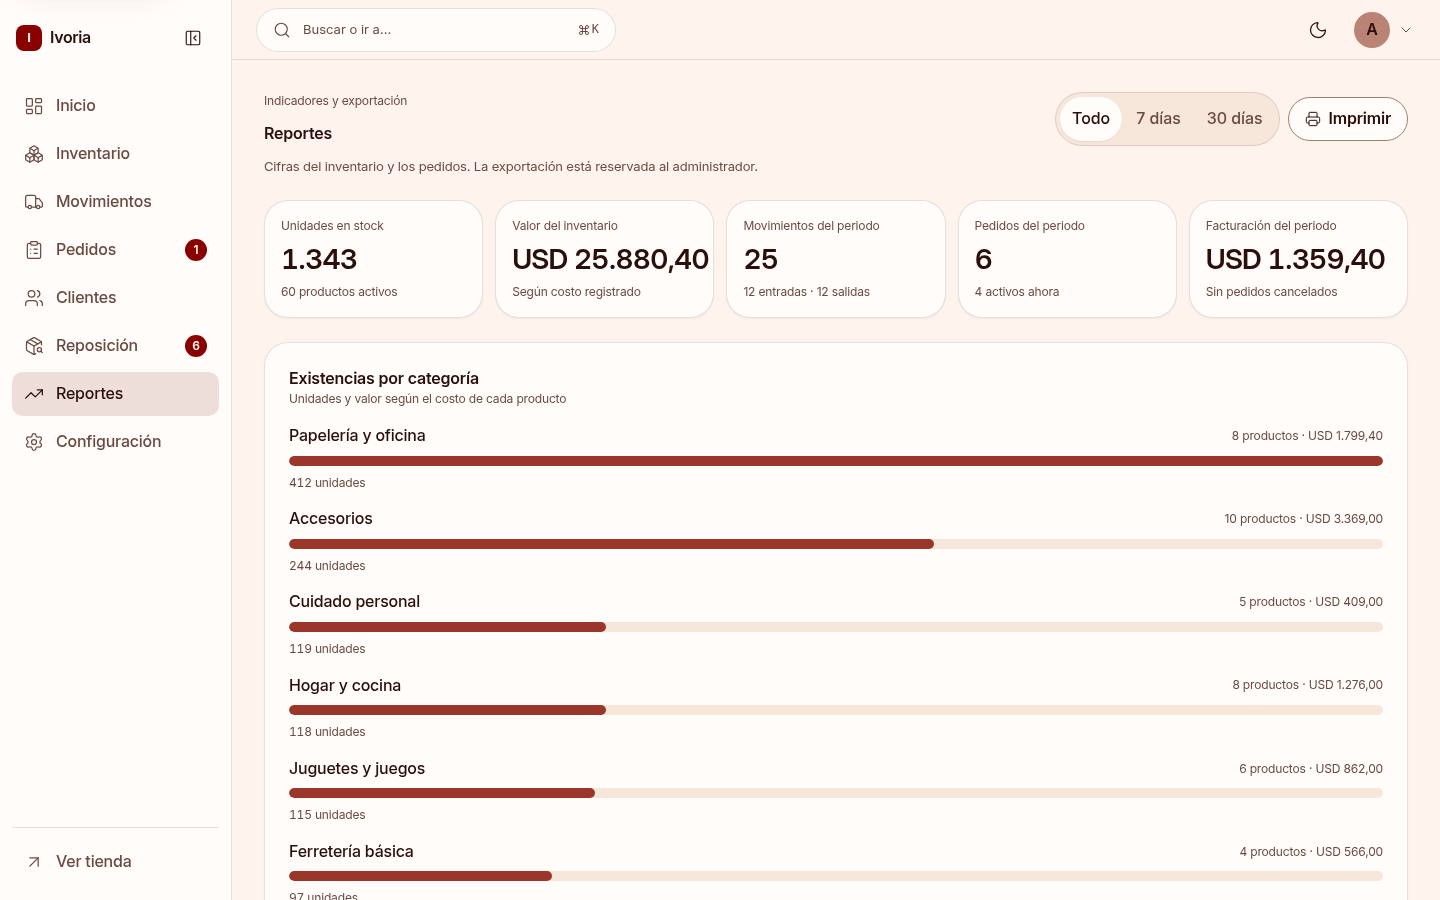 I Ivoria
Buscar o ir a... ⌘K
A
Inicio
Inventario
Movimientos
Pedidos 1
Clientes
Reposición 6
Reportes
Configuración
Ver tienda
Indicadores y exportación
Reportes
Cifras del inventario y los pedidos. La exportación está reservada al administrador.
Todo 7 días 30 días Imprimir
Unidades en stock
1.343
60 productos activos
Valor del inventario
USD 25.880,40
Según costo registrado
Movimientos del periodo
25
12 entradas · 12 salidas
Pedidos del periodo
6
4 activos ahora
Facturación del periodo
USD 1.359,40
Sin pedidos cancelados
Existencias por categoría
Unidades y valor según el costo de cada producto
Papelería y oficina 8 productos · USD 1.799,40
412 unidades
Accesorios 10 productos · USD 3.369,00
244 unidades
Cuidado personal 5 productos · USD 409,00
119 unidades
Hogar y cocina 8 productos · USD 1.276,00
118 unidades
Juguetes y juegos 6 productos · USD 862,00
115 unidades
Ferretería básica 4 productos · USD 566,00
97 unidades